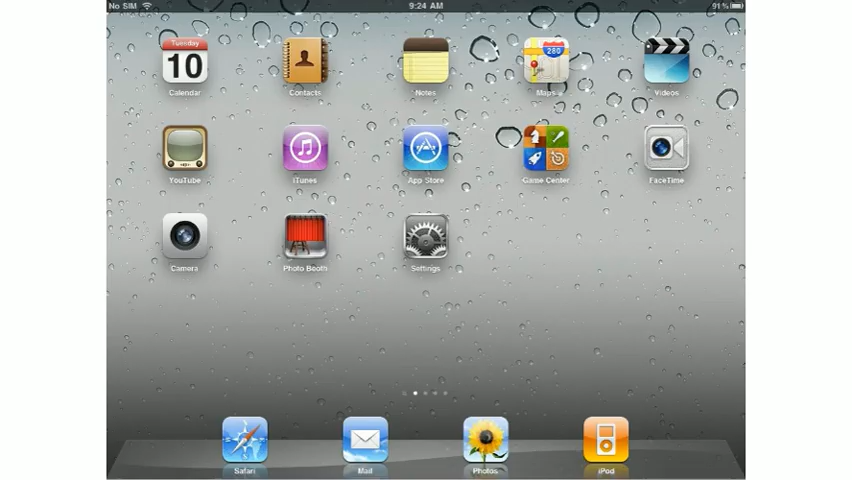 No SIM 9:24 AM 91%
Tuesday
10
280
Calendar Contacts Notes Maps Videos
YouTube iTunes App Store Game Center FaceTime
Camera Photo Booth Settings
Safari Mail Photos iPod